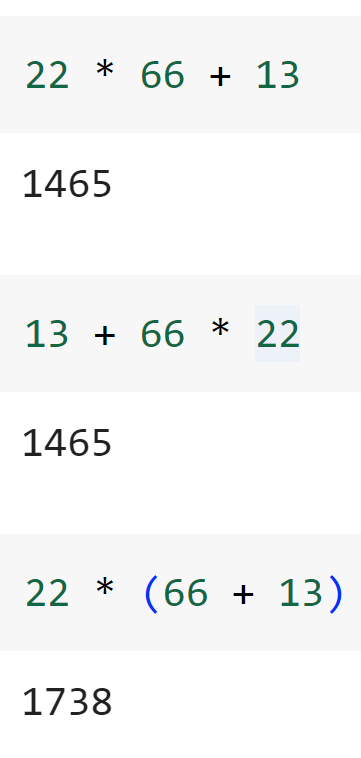 22 * 66 + 13
1465
13 + 66 * 22
1465
22 * (66 + 13)
1738